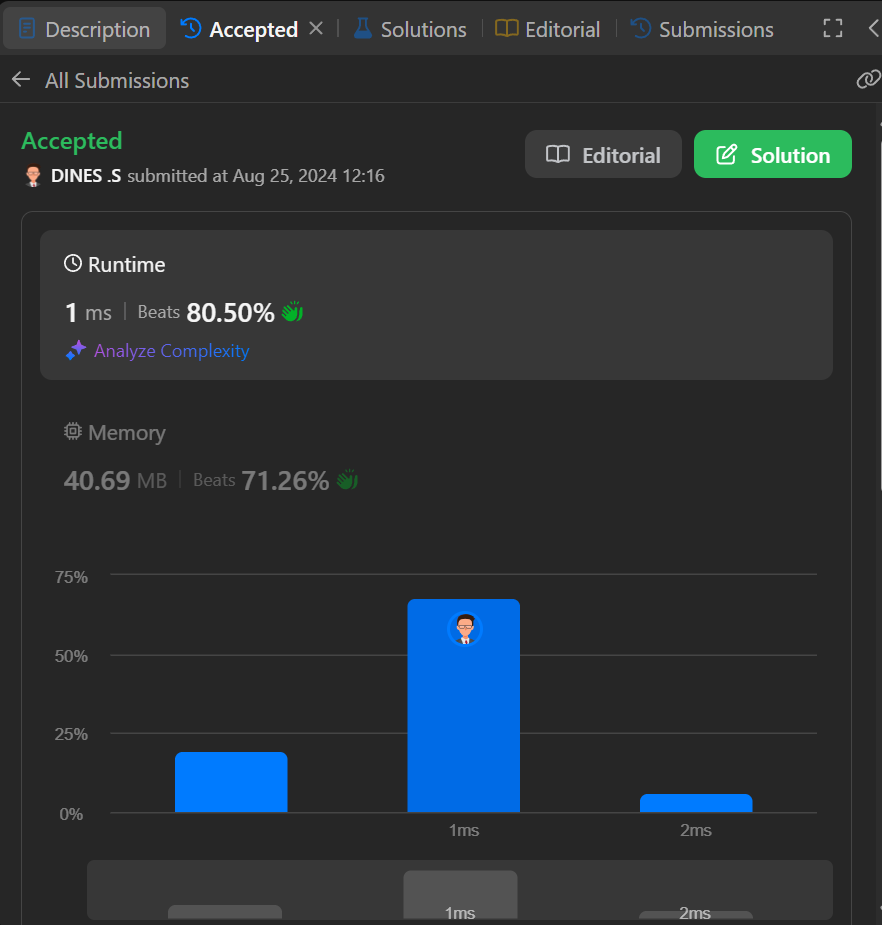 Description Accepted Solutions Editorial Submissions
All Submissions
Accepted
Editorial Solution
DINES .S submitted at Aug 25, 2024 12:16
Runtime
1 ms Beats 80.50%
Analyze Complexity
Memory
40.69 MB Beats 71.26%
75%
50%
25%
0%
1ms 2ms
1ms 2ms